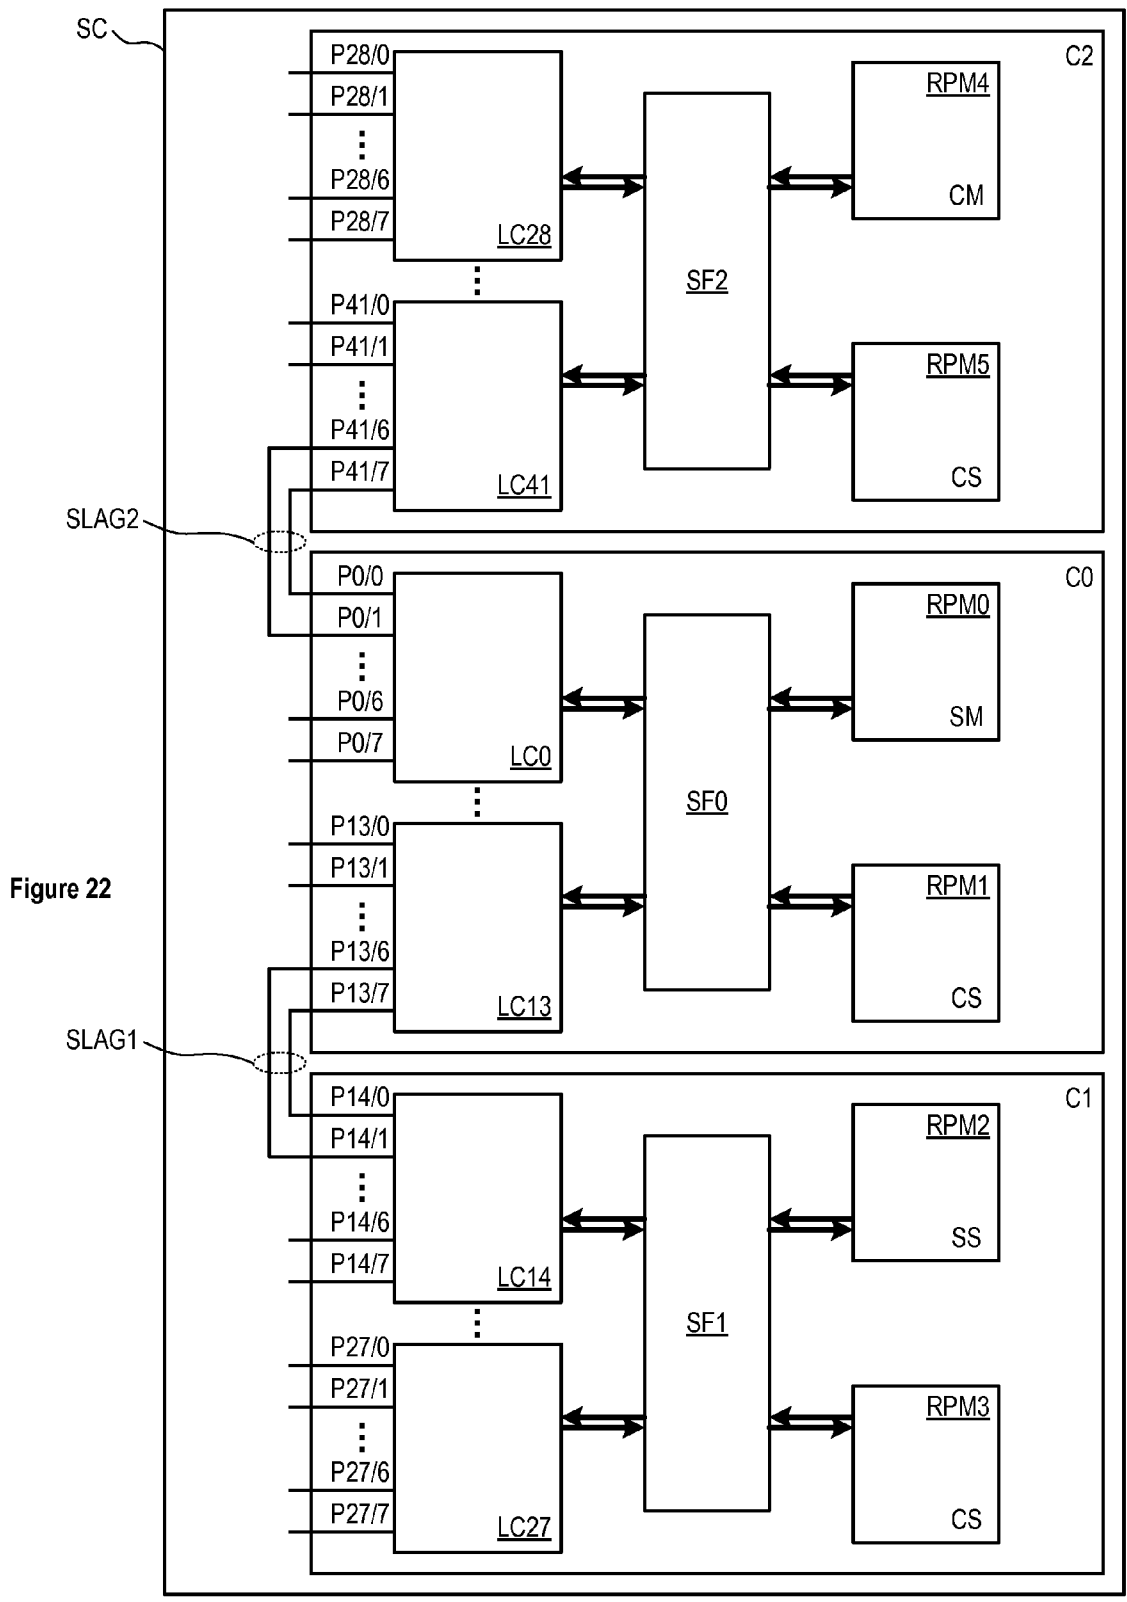 SC
C2
P28/0
P28/1
P28/6
P28/7
LC28
P41/0
P41/1
P41/6
P41/7
LC41
SF2
RPM4
CM
RPM5
CS
SLAG2
C0
P0/0
P0/1
P0/6
P0/7
LC0
P13/0
P13/1
P13/6
P13/7
LC13
SF0
RPM0
SM
RPM1
CS
Figure 22
SLAG1
C1
P14/0
P14/1
P14/6
P14/7
LC14
P27/0
P27/1
P27/6
P27/7
LC27
SF1
RPM2
SS
RPM3
CS